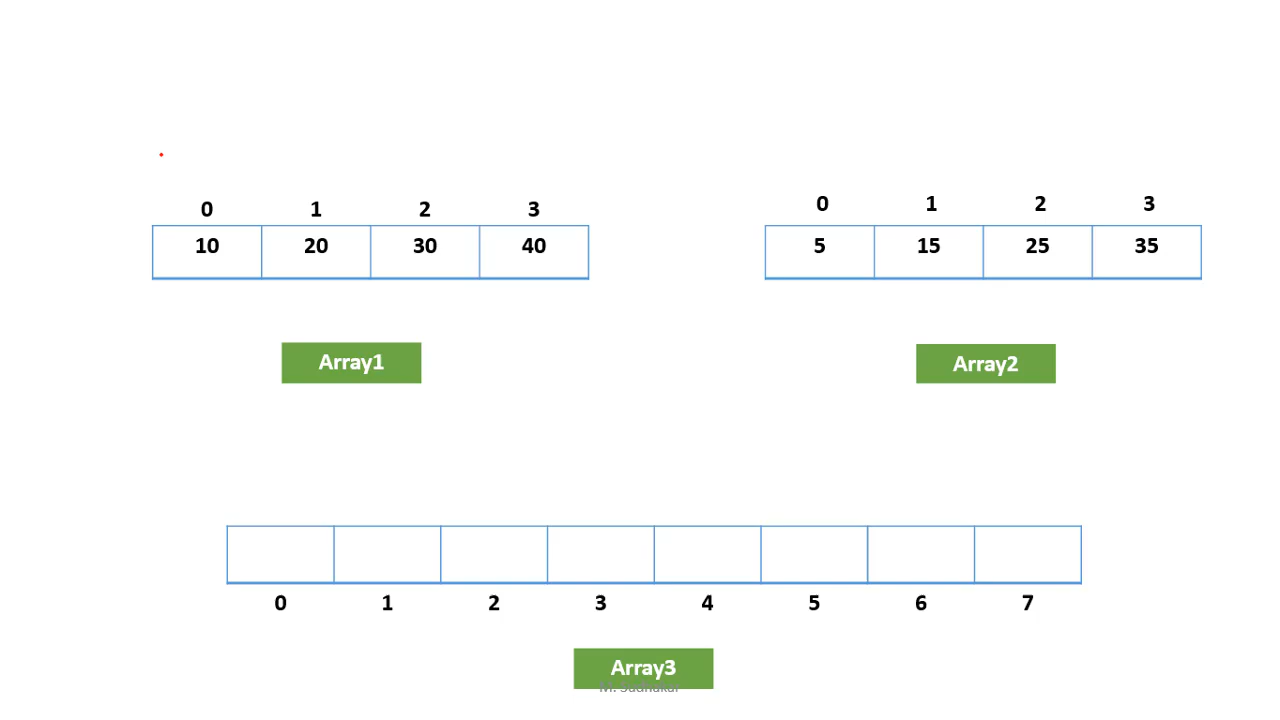 0 1 2 3
10 20 30 40
0 1 2 3
5 15 25 35
Array1
Array2
0 1 2 3 4 5 6 7
Array3
M.